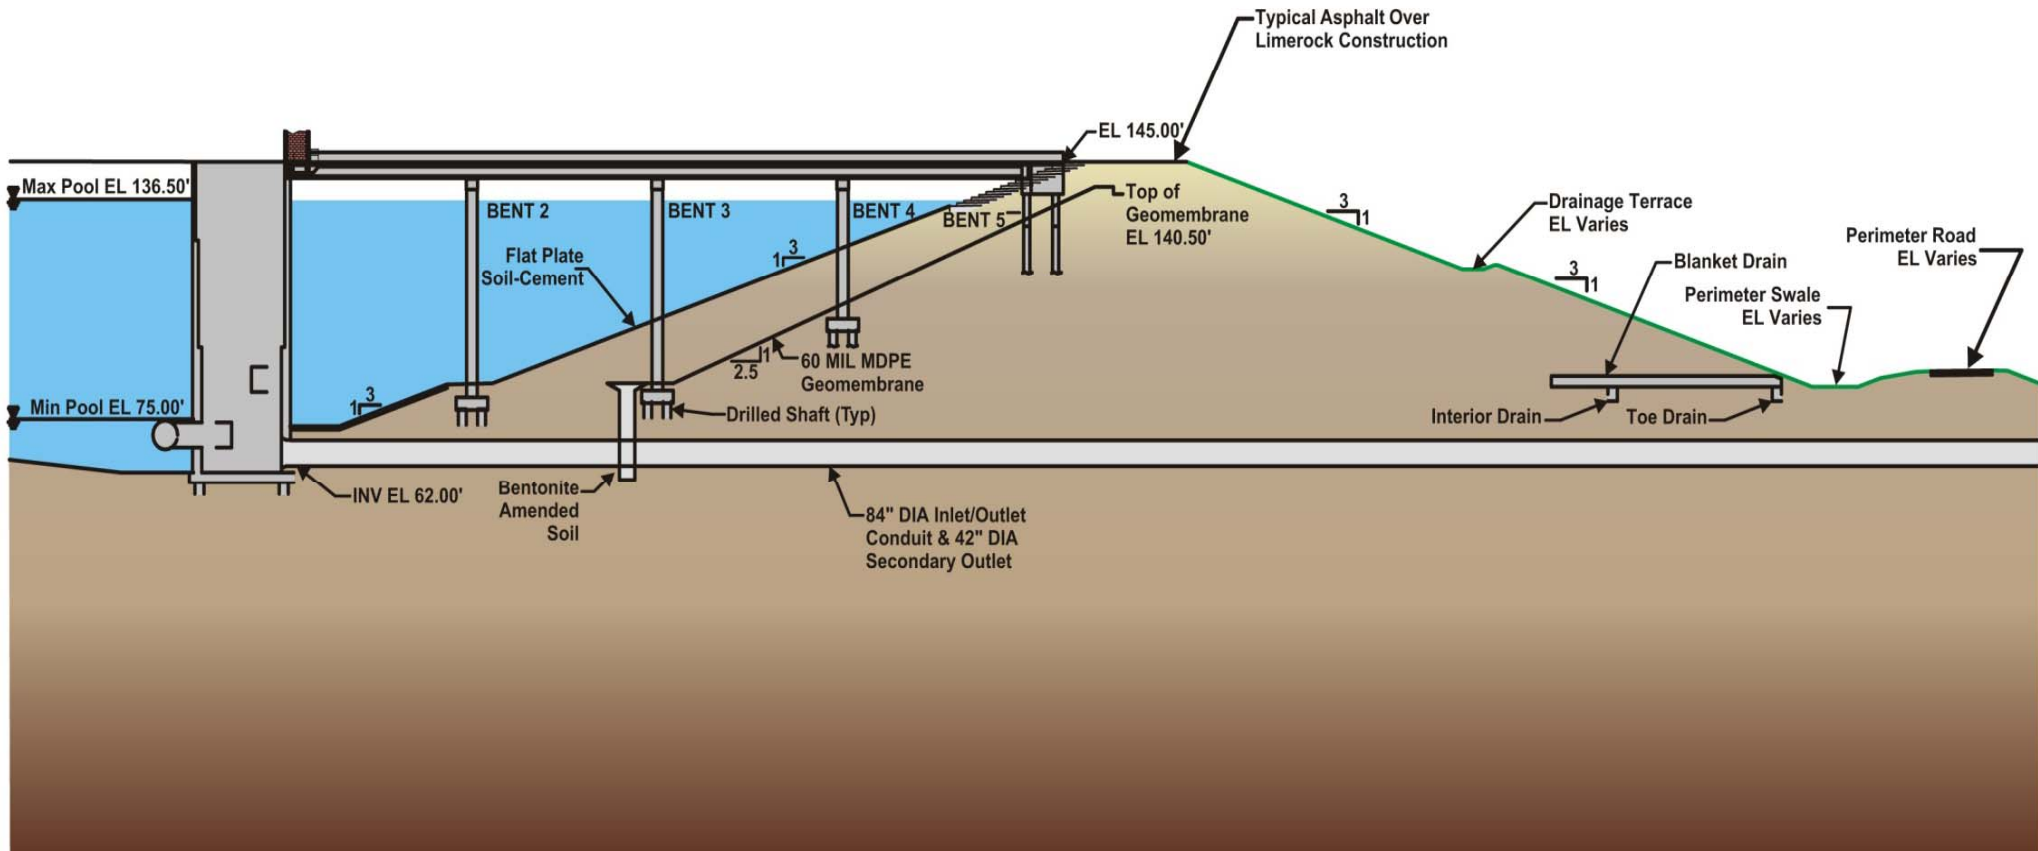 Typical Asphalt Over
Limerock Construction
EL 145.00'
Max Pool EL 136.50'
BENT 2
BENT 3
BENT 4
BENT 5
Top of
Geomembrane
EL 140.50'
3
1
Drainage Terrace
EL Varies
Perimeter Road
EL Varies
Flat Plate
Soil-Cement
3
1
Blanket Drain
3
1
Perimeter Swale
EL Varies
1
2.5
60 MIL MDPE
Geomembrane
Min Pool EL 75.00'
3
1
Drilled Shaft (Typ)
Interior Drain
Toe Drain
INV EL 62.00'
Bentonite
Amended
Soil
84" DIA Inlet/Outlet
Conduit & 42" DIA
Secondary Outlet